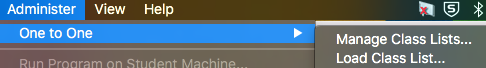 Administer View Help
One to One
Manage Class Lists...
Run Program on Student Machine...
Load Class List...